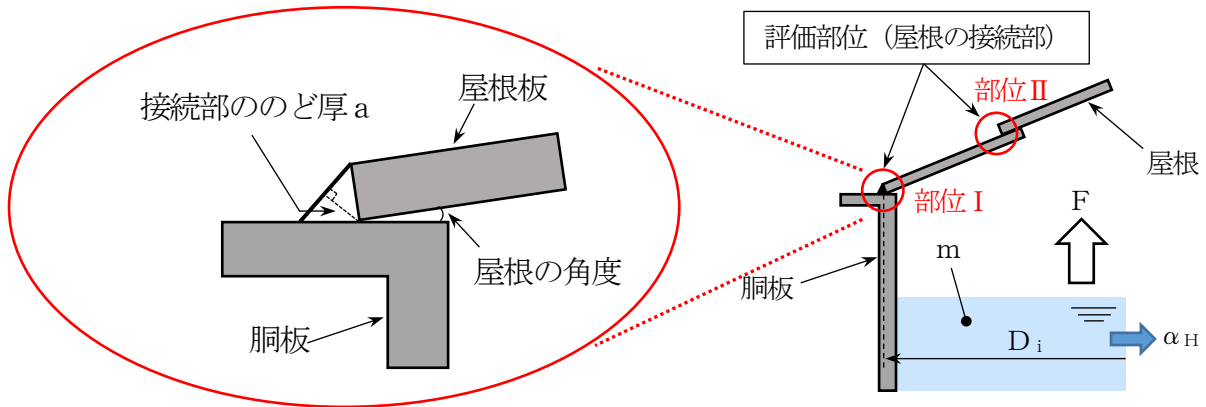 評価部位（屋根の接続部）
接続部ののど厚ａ
屋根板
部位Ⅱ
屋根
部位Ⅰ
Ｆ
屋根の角度
ｍ
胴板
胴板
Ｄｉ
αＨ